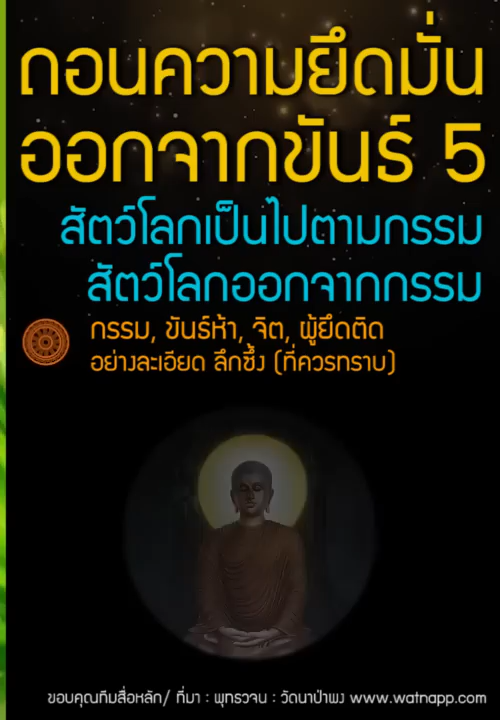 ถอนความยึดมั่น
ออกจากขันธ์ 5
สัตว์โลกเป็นไปตามกรรม
สัตว์โลกออกจากกรรม
กรรม, ขันธ์ห้า, จิต, ผู้ยึดติด
อย่างละเอียด ลึกซึ้ง (ที่ควรทราบ)
ขอบคุณทีมสื่อหลัก/ ที่มา : พุทธวจน : วัดนาป่าพง www.watnapp.com